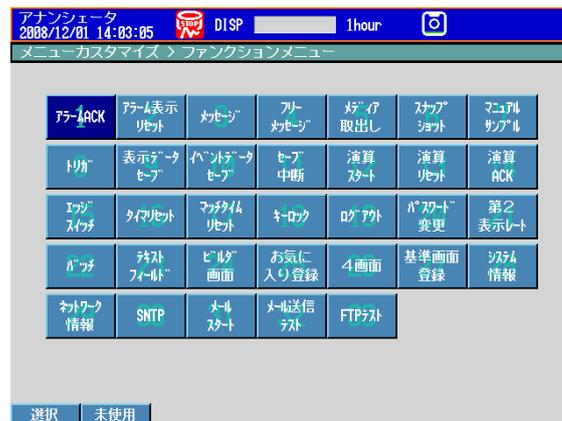 アナンシェータ
2008/12/01 14:03:05 STOP DISP 1hour
メニューカスタマイズ > ファンクションメニュー
アラームACK アラーム表示リセット メッセージ フリーメッセージ メディア取出し スナップショット マニュアルサンプル
トリガ 表示データセーブ イベントデータセーブ セーブ中断 演算スタート 演算リセット 演算ACK
エッジスイッチ タイマリセット マッチタイムリセット キーロック ログアウト パスワード変更 第2表示レート
バッチ テキストフィールド ビルダ画面 お気に入り登録 4画面 基準画面登録 システム情報
ネットワーク情報 SNTP メールスタート メール送信テスト FTPテスト
選択 未使用